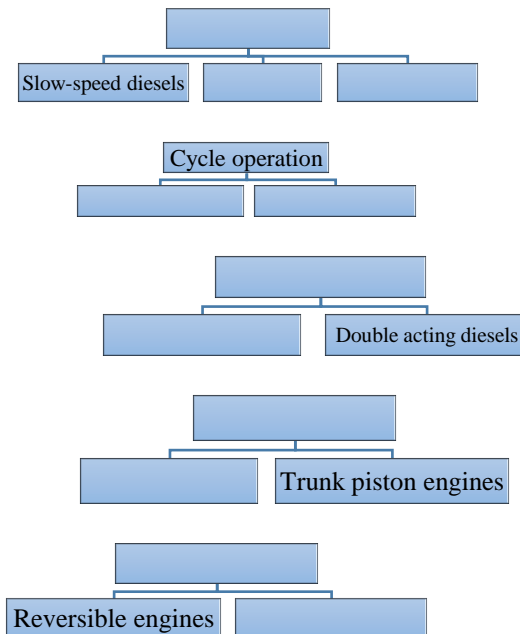 Slow-speed diesels
Cycle operation
Double acting diesels
Trunk piston engines
Reversible engines